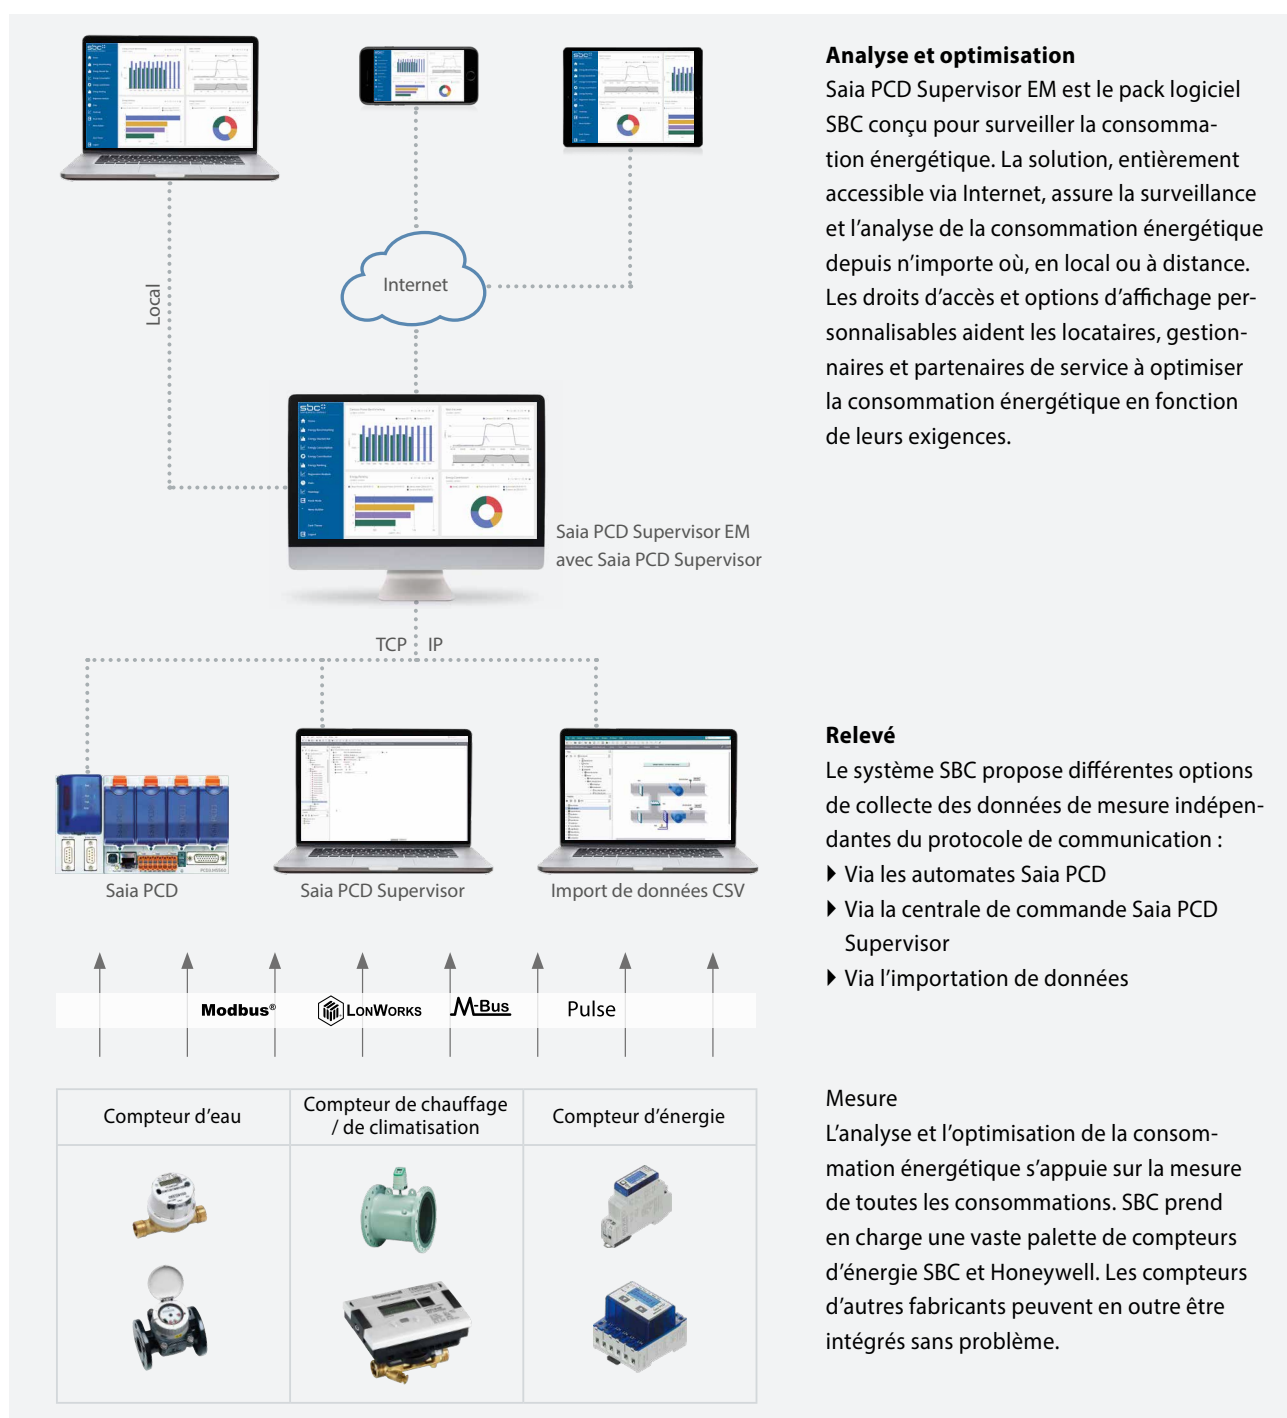 Analyse et optimisation
Saia PCD Supervisor EM est le pack logiciel
SBC conçu pour surveiller la consomma-
tion énergétique. La solution, entièrement
accessible via Internet, assure la surveillance
et l’analyse de la consommation énergétique
depuis n’importe où, en local ou à distance.
Les droits d’accès et options d’affichage per-
sonnalisables aident les locataires, gestion-
naires et partenaires de service à optimiser
la consommation énergétique en fonction
de leurs exigences.
Internet
Local
sbc
Saia PCD Supervisor EM
avec Saia PCD Supervisor
TCP IP
Saia PCD
Saia PCD Supervisor
Import de données CSV
Relevé
Le système SBC propose différentes options
de collecte des données de mesure indépen-
dantes du protocole de communication :
Via les automates Saia PCD
Via la centrale de commande Saia PCD
Supervisor
Via l’importation de données
Modbus®
LONWORKS
M-Bus
Pulse
Compteur d’eau
Compteur de chauffage
/ de climatisation
Compteur d’énergie
Mesure
L’analyse et l’optimisation de la consom-
mation énergétique s’appuie sur la mesure
de toutes les consommations. SBC prend
en charge une vaste palette de compteurs
d’énergie SBC et Honeywell. Les compteurs
d’autres fabricants peuvent en outre être
intégrés sans problème.